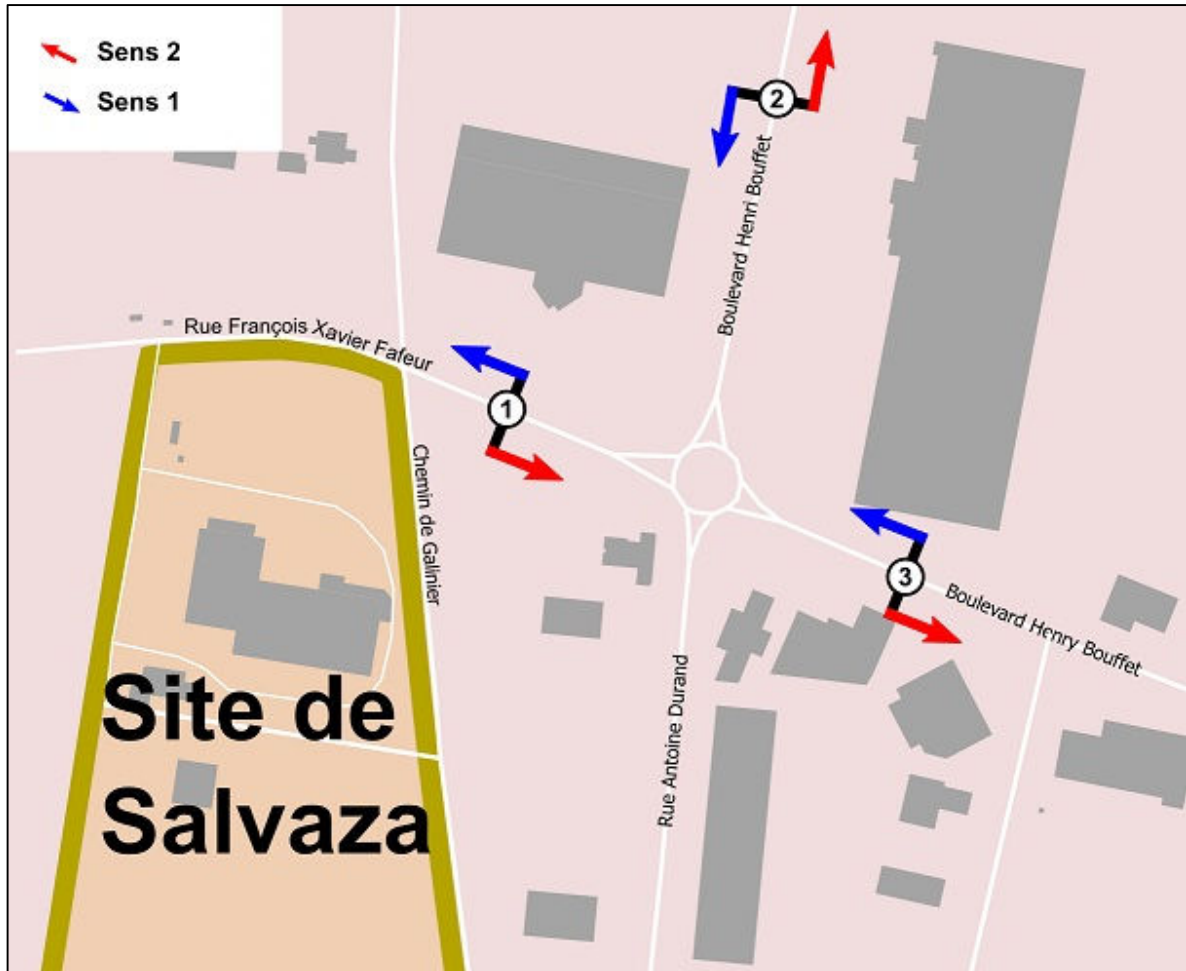 Sens 2
Sens 1
2
Boulevard Henri Bouffet
Rue François Xavier Fafeur
1
Chemin de Galinier
3
Boulevard Henry Bouffet
Rue Antoine Durand
Site de
Salvaza